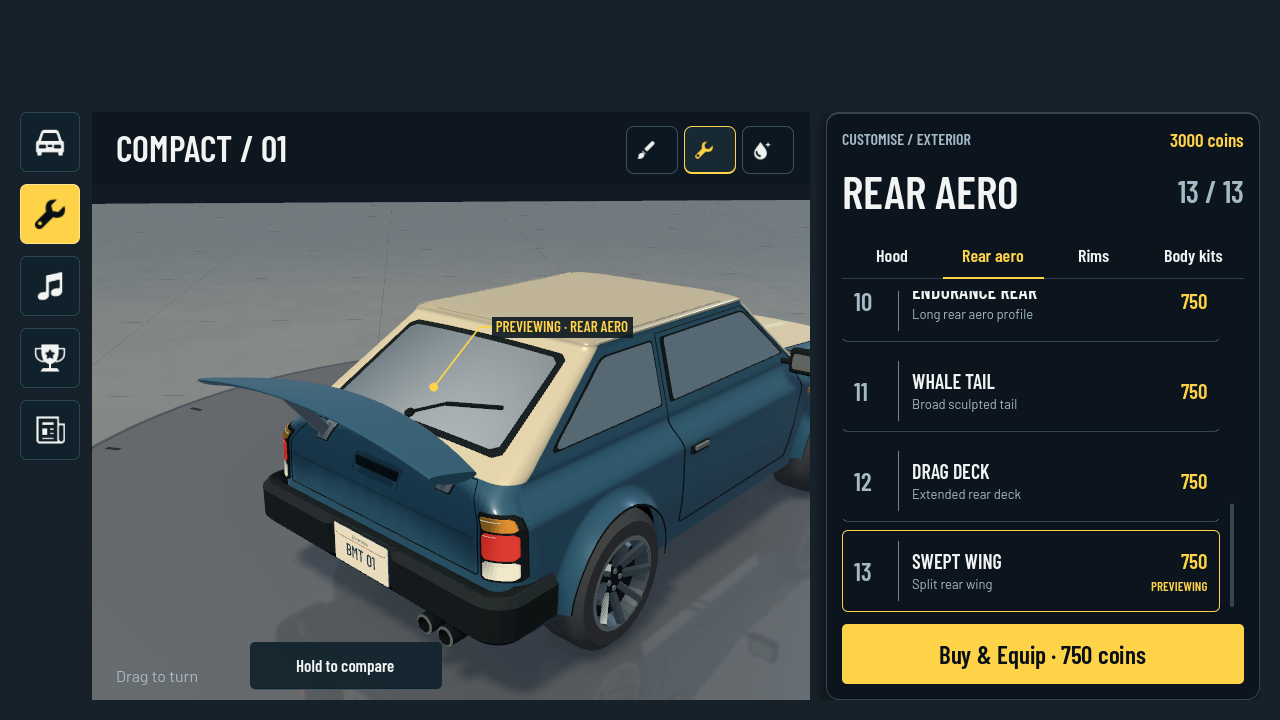 COMPACT / 01
CUSTOMISE / EXTERIOR
3000 coins
REAR AERO
13 / 13
Hood
Rear aero
Rims
Body kits
10
ENDURANCE REAR
Long rear aero profile
750
11
WHALE TAIL
Broad sculpted tail
750
12
DRAG DECK
Extended rear deck
750
13
SWEPT WING
Split rear wing
750
PREVIEWING
Buy & Equip · 750 coins
PREVIEWING · REAR AERO
BMT 01
Drag to turn
Hold to compare